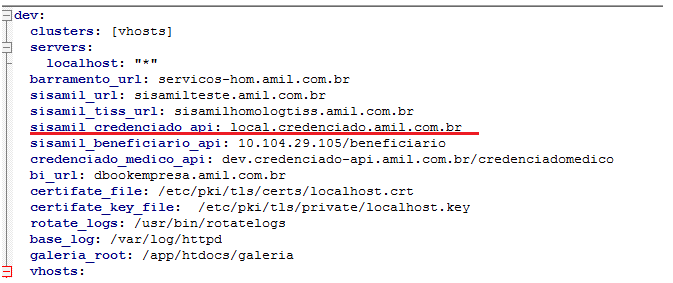 dev:
clusters: [vhosts]
servers:
localhost: "*"
barramento_url: servicos-hom.amil.com.br
sisamil_url: sisamilteste.amil.com.br
sisamil_tiss_url: sisamilhomologtiss.amil.com.br
sisamil_credenciado_api: local.credenciado.amil.com.br
sisamil_beneficiario_api: 10.104.29.105/beneficiario
credenciado_medico_api: dev.credenciado-api.amil.com.br/credenciadomedico
bi_url: dbookempresa.amil.com.br
certifate_file: /etc/pki/tls/certs/localhost.crt
certifate_key_file:  /etc/pki/tls/private/localhost.key
rotate_logs: /usr/bin/rotatelogs
base_log: /var/log/httpd
galeria_root: /app/htdocs/galeria
vhosts: